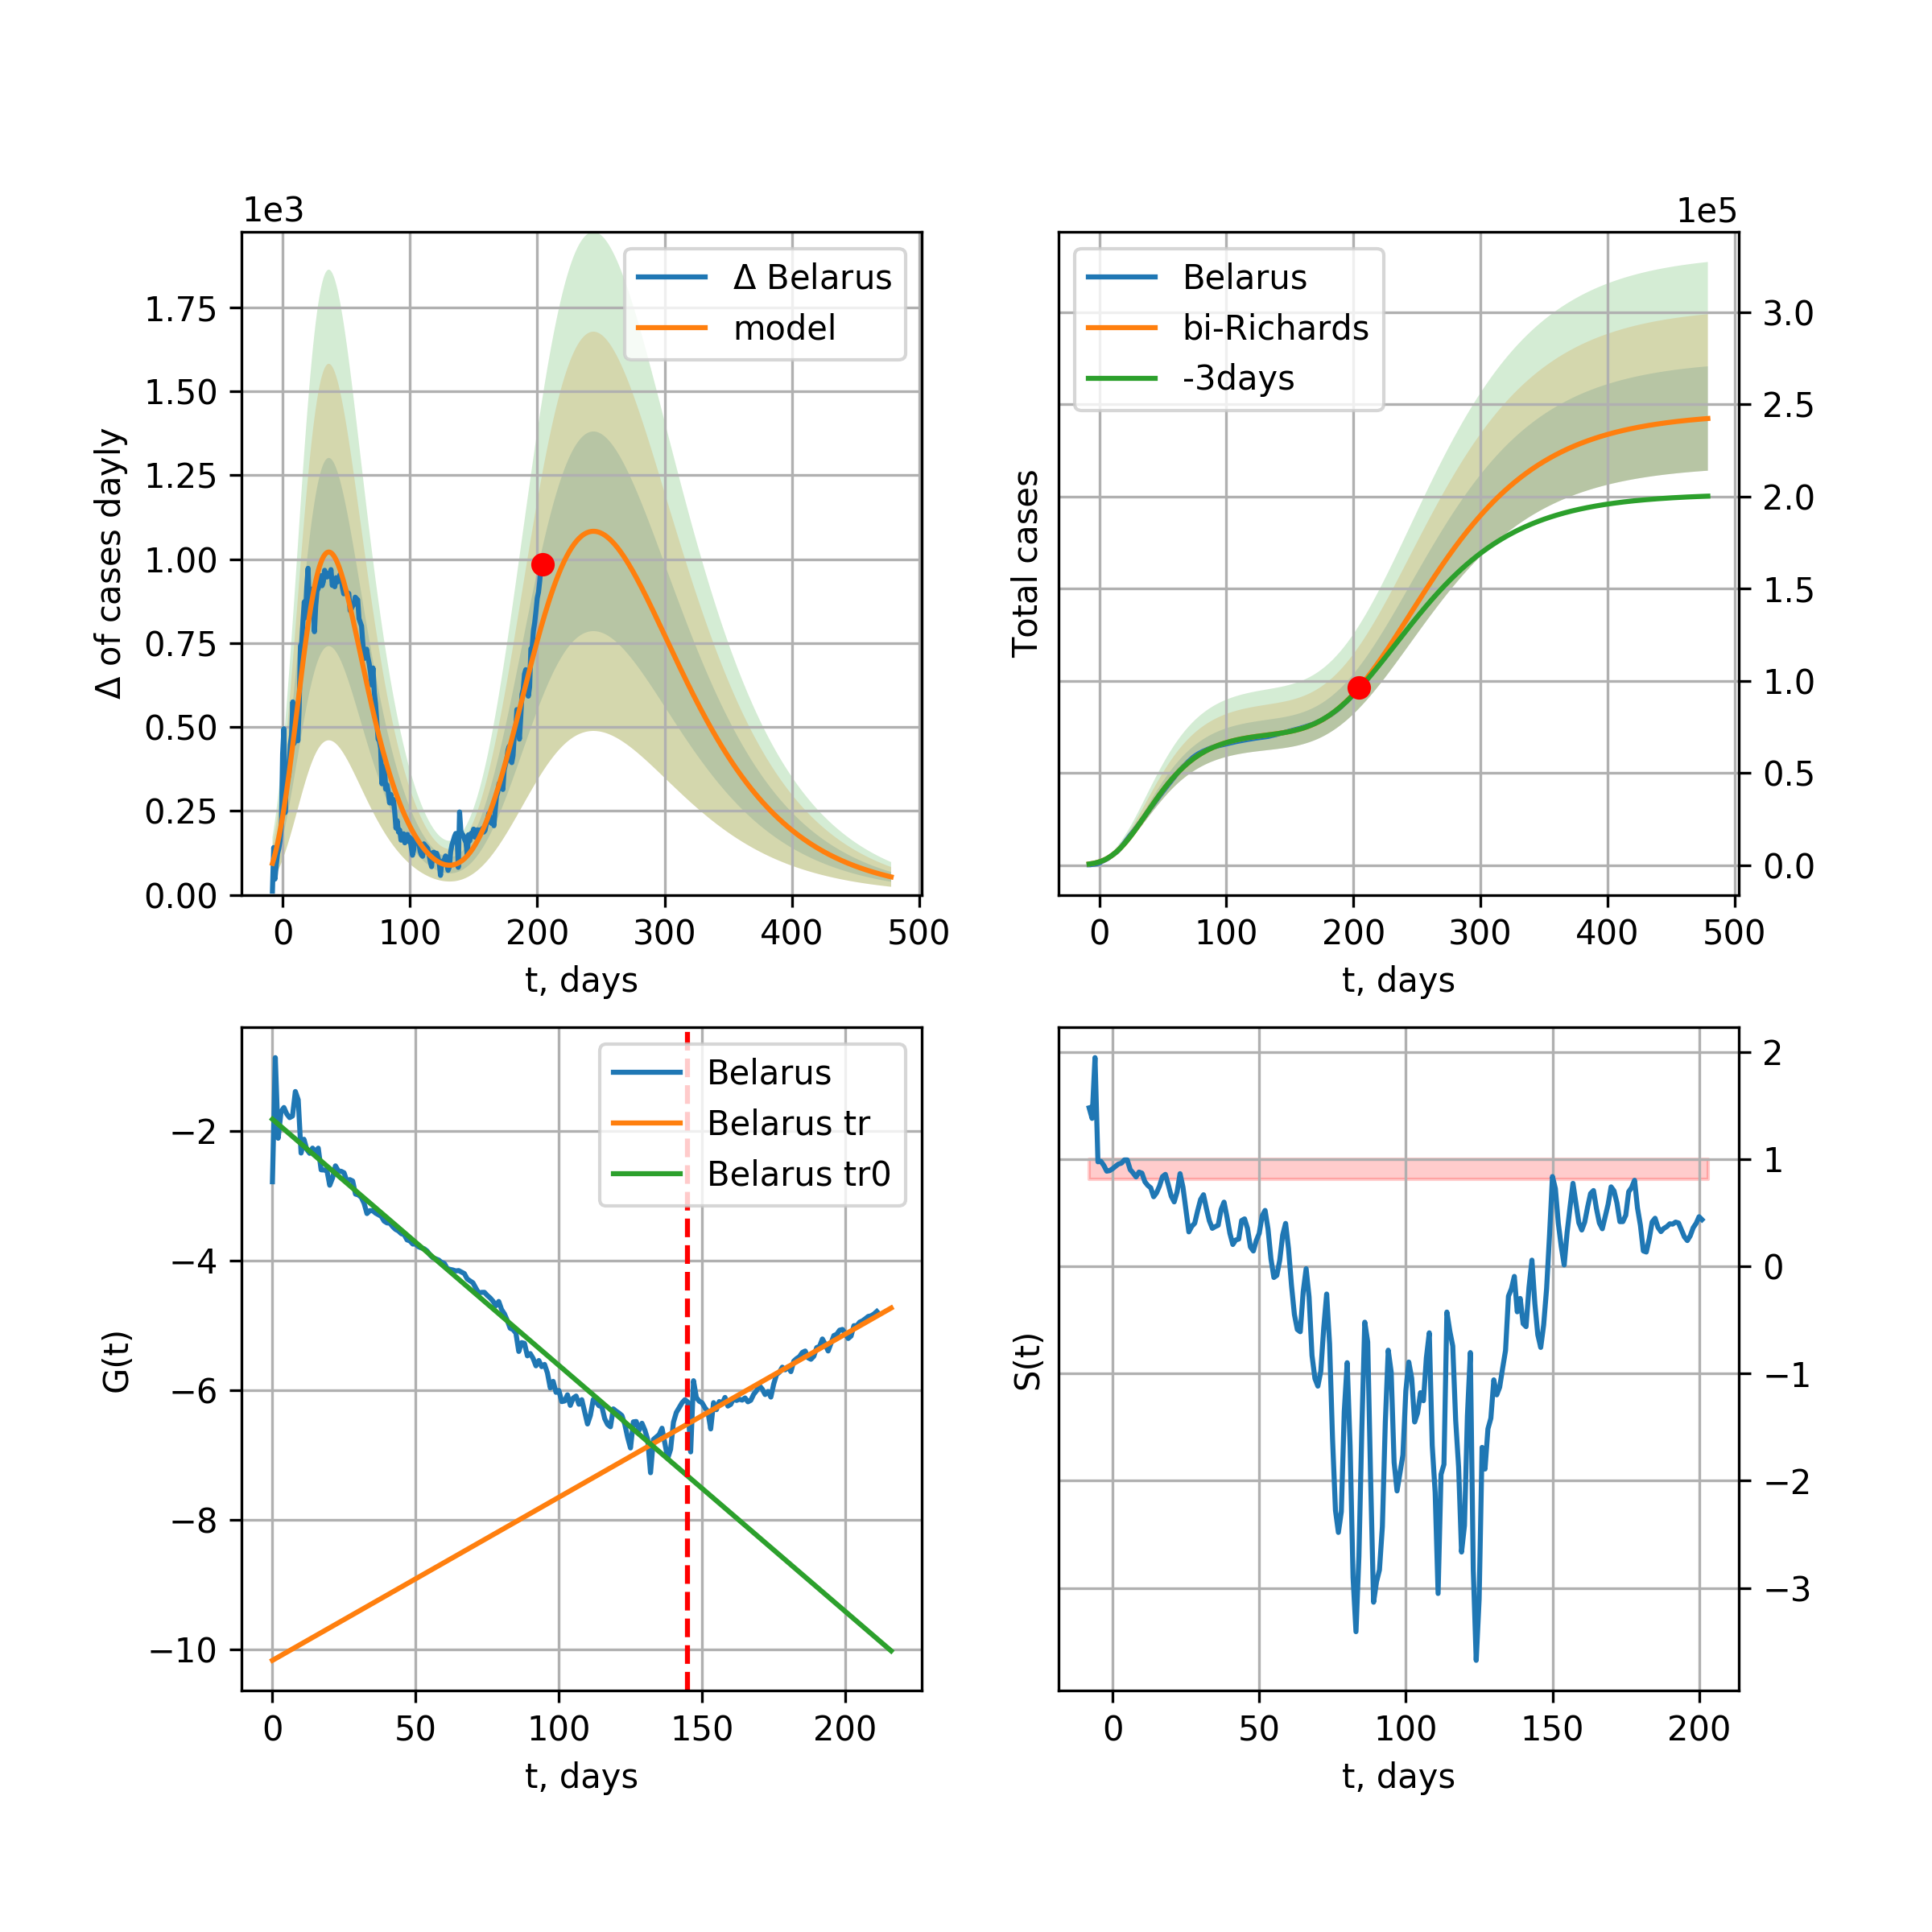 1e3
Δ of cases dayly
1.75
1.50
1.25
1.00
0.75
0.50
0.25
0.00
0 100 200 300 400 500
t, days
Δ Belarus
model
1e5
Total cases
3.0
2.5
2.0
1.5
1.0
0.5
0.0
0 100 200 300 400 500
t, days
Belarus
bi-Richards
-3days
G(t)
−2
−4
−6
−8
−10
0 50 100 150 200
t, days
Belarus
Belarus tr
Belarus tr0
S(t)
2
1
0
−1
−2
−3
0 50 100 150 200
t, days